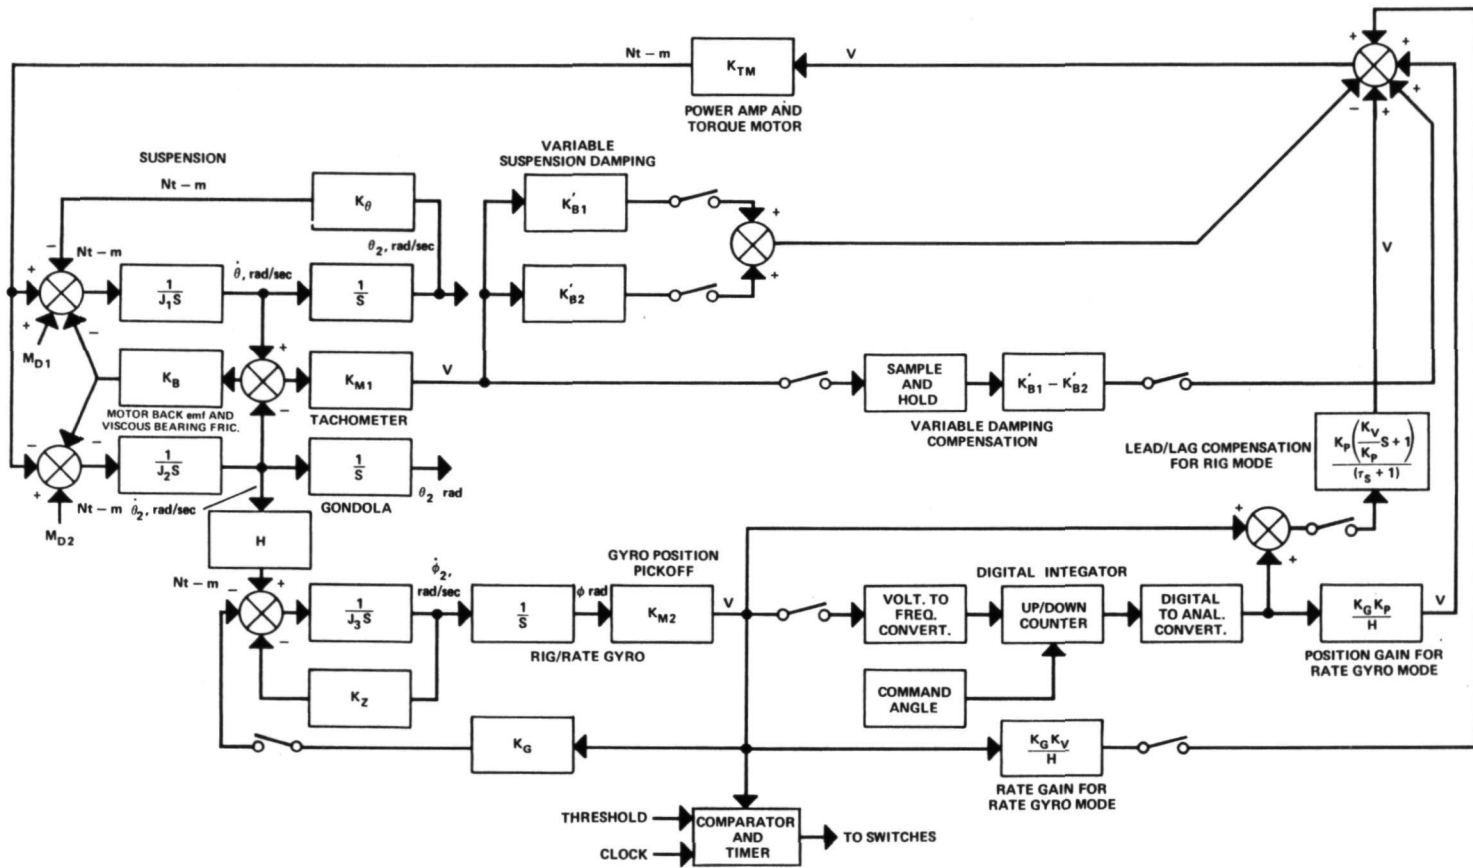 +
+
Nt – m
K_TM
V
+
+
–
+
POWER AMP AND
TORQUE MOTOR
SUSPENSION
VARIABLE
SUSPENSION DAMPING
Nt – m
K_θ
K'_B1
+
–
Nt – m
θ_2, rad/sec
V
+
θ̇, rad/sec
1/(J_1 S)
1/S
K'_B2
+
+
–
M_D1
+
K_B
K_M1
V
SAMPLE
AND
HOLD
K'_B1 – K'_B2
MOTOR BACK emf AND
VISCOUS BEARING FRIC.
–
TACHOMETER
VARIABLE DAMPING
COMPENSATION
LEAD/LAG COMPENSATION
FOR RIG MODE
K_P (K_V/K_P S + 1) / (τ_S + 1)
–
–
1/(J_2 S)
1/S
+
Nt – m
θ̇_2, rad/sec
GONDOLA
θ_2 rad
M_D2
H
+
+
Nt – m
–
+
φ̇_2,
rad/sec
GYRO POSITION
PICKOFF
DIGITAL INTEGATOR
1/(J_3 S)
1/S
φ rad
K_M2
V
VOLT. TO
FREQ.
CONVERT.
UP/DOWN
COUNTER
DIGITAL
TO ANAL.
CONVERT.
K_G K_P / H
V
–
RIG/RATE GYRO
POSITION GAIN FOR
RATE GYRO MODE
K_Z
COMMAND
ANGLE
K_G
K_G K_V / H
RATE GAIN FOR
RATE GYRO MODE
THRESHOLD
COMPARATOR
AND
TIMER
TO SWITCHES
CLOCK